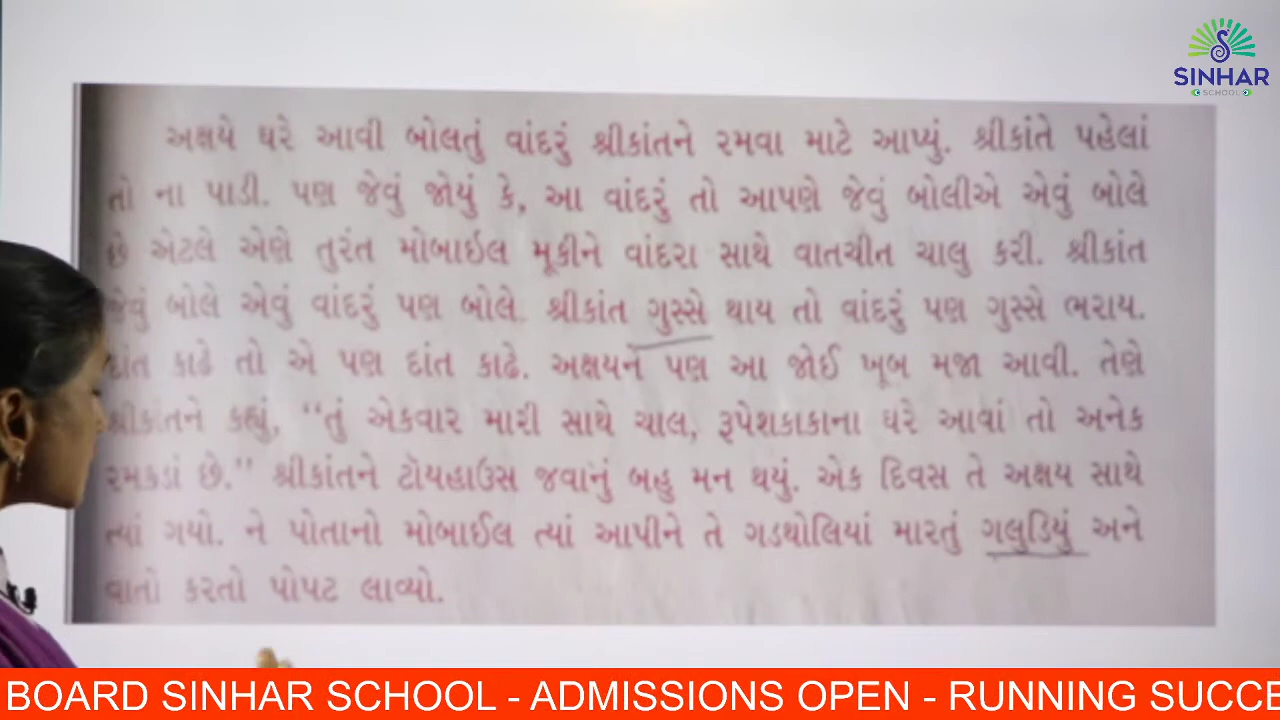 SINHAR
SCHOOL
અક્ષયે ઘરે આવી બોલતું વાંદરું શ્રીકાંતને રમવા માટે આપ્યું. શ્રીકાંતે પહેલાં
તો ના પાડી. પણ જેવું જોયું કે, આ વાંદરું તો આપણે જેવું બોલીએ એવું બોલે
છે એટલે એણે તુરંત મોબાઇલ મૂકીને વાંદરા સાથે વાતચીત ચાલુ કરી. શ્રીકાંત
જેવું બોલે એવું વાંદરું પણ બોલે. શ્રીકાંત ગુસ્સે થાય તો વાંદરું પણ ગુસ્સે ભરાય.
દાંત કાઢે તો એ પણ દાંત કાઢે. અક્ષયને પણ આ જોઈ ખૂબ મજા આવી. તેણે
શ્રીકાંતને કહ્યું, “તું એકવાર મારી સાથે ચાલ, રૂપેશકાકાના ઘરે આવાં તો અનેક
રમકડાં છે.” શ્રીકાંતને ટૉયહાઉસ જવાનું બહુ મન થયું. એક દિવસ તે અક્ષય સાથે
ત્યાં ગયો. ને પોતાનો મોબાઈલ ત્યાં આપીને તે ગડથોલિયાં મારતું ગલુડિયું અને
વાતો કરતો પોપટ લાવ્યો.
BOARD SINHAR SCHOOL - ADMISSIONS OPEN - RUNNING SUCCE